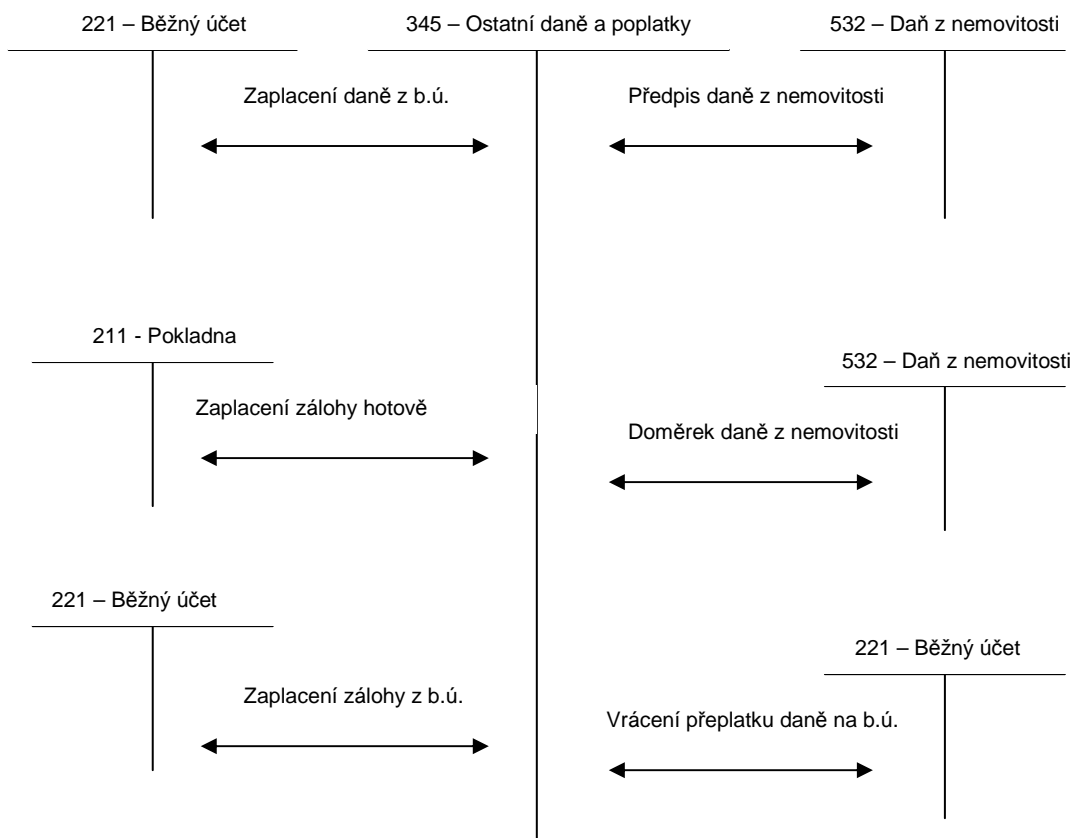 221 – Běžný účet
345 – Ostatní daně a poplatky
532 – Daň z nemovitosti
Zaplacení daně z b.ú.
Předpis daně z nemovitosti
211 - Pokladna
532 – Daň z nemovitosti
Zaplacení zálohy hotově
Doměrek daně z nemovitosti
221 – Běžný účet
221 – Běžný účet
Zaplacení zálohy z b.ú.
Vrácení přeplatku daně na b.ú.